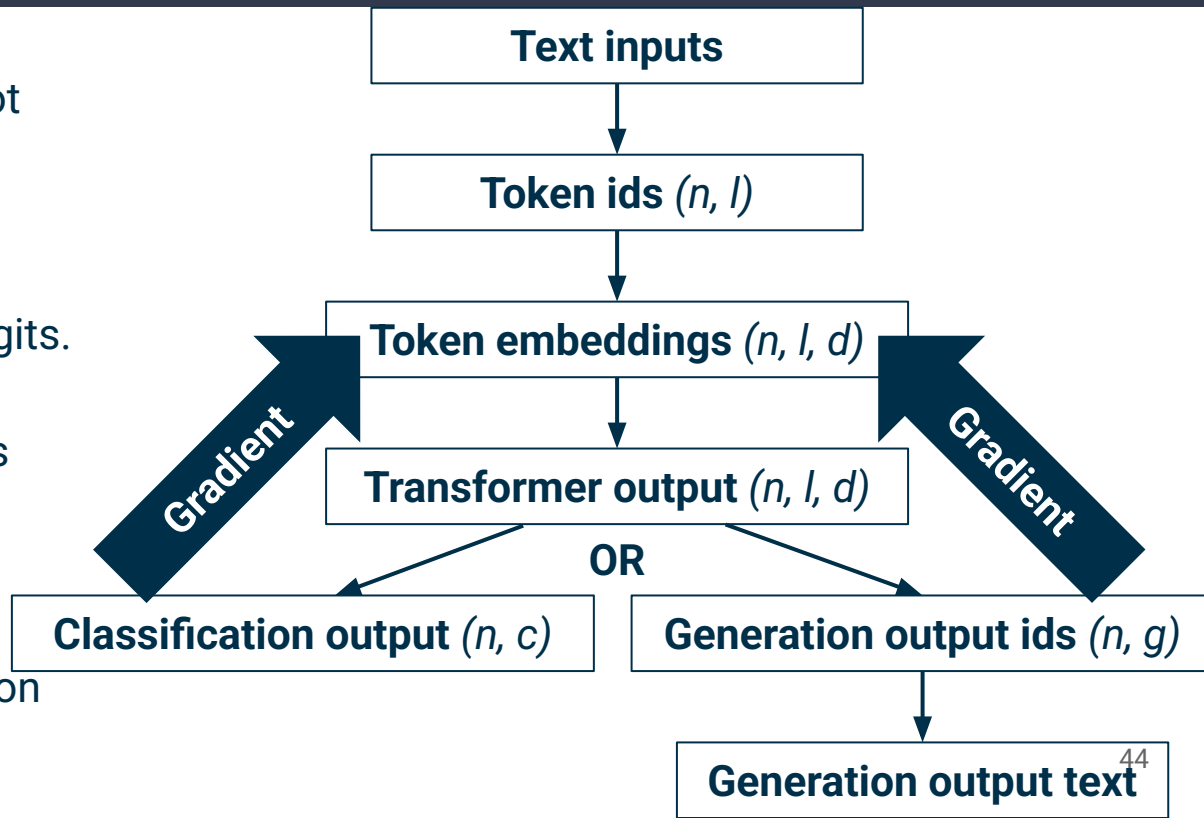 Text inputs
Token ids (n, l)
gits.
Token embeddings (n, l, d)
Gradient
Gradient
Transformer output (n, l, d)
OR
Classification output (n, c)
Generation output ids (n, g)
on
44
Generation output text